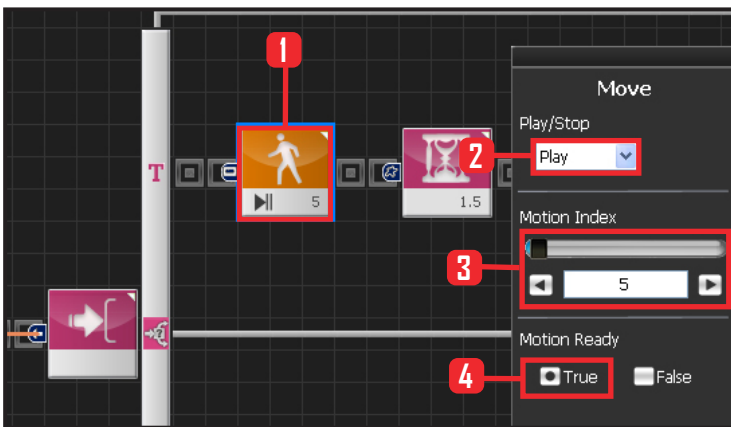 1
Move
Play/Stop
2
Play
T
5
1.5
Motion Index
3
5
Motion Ready
4
True
False
?